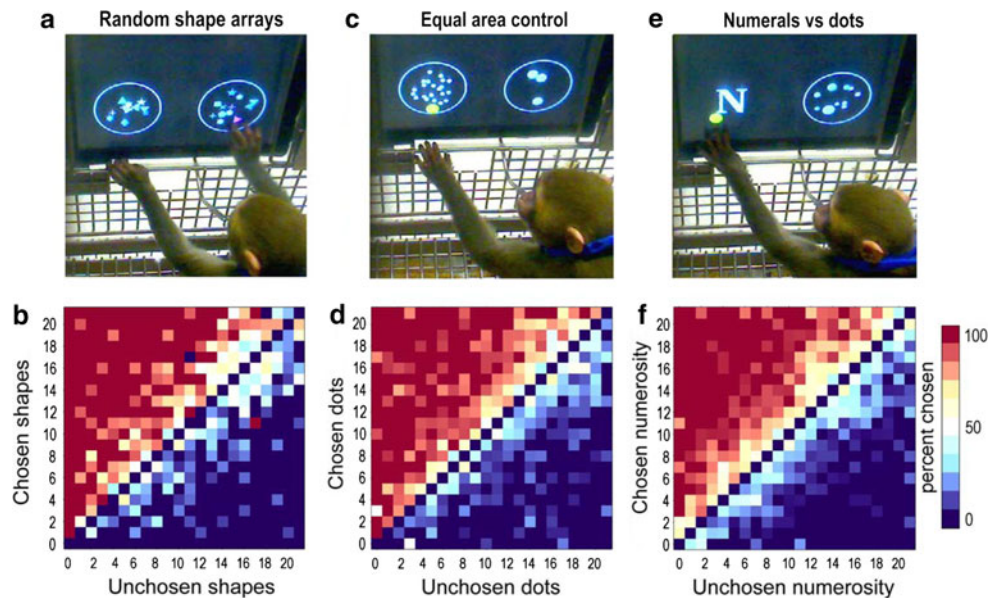 a Random shape arrays
c Equal area control
e Numerals vs dots
N
b
Chosen shapes
20
18
16
14
12
10
8
6
4
2
0
0 2 4 6 8 10 12 14 16 18 20
Unchosen shapes
d
Chosen dots
20
18
16
14
12
10
8
6
4
2
0
0 2 4 6 8 10 12 14 16 18 20
Unchosen dots
f
Chosen numerosity
20
18
16
14
12
10
8
6
4
2
0
0 2 4 6 8 10 12 14 16 18 20
Unchosen numerosity
100
50
0
percent chosen